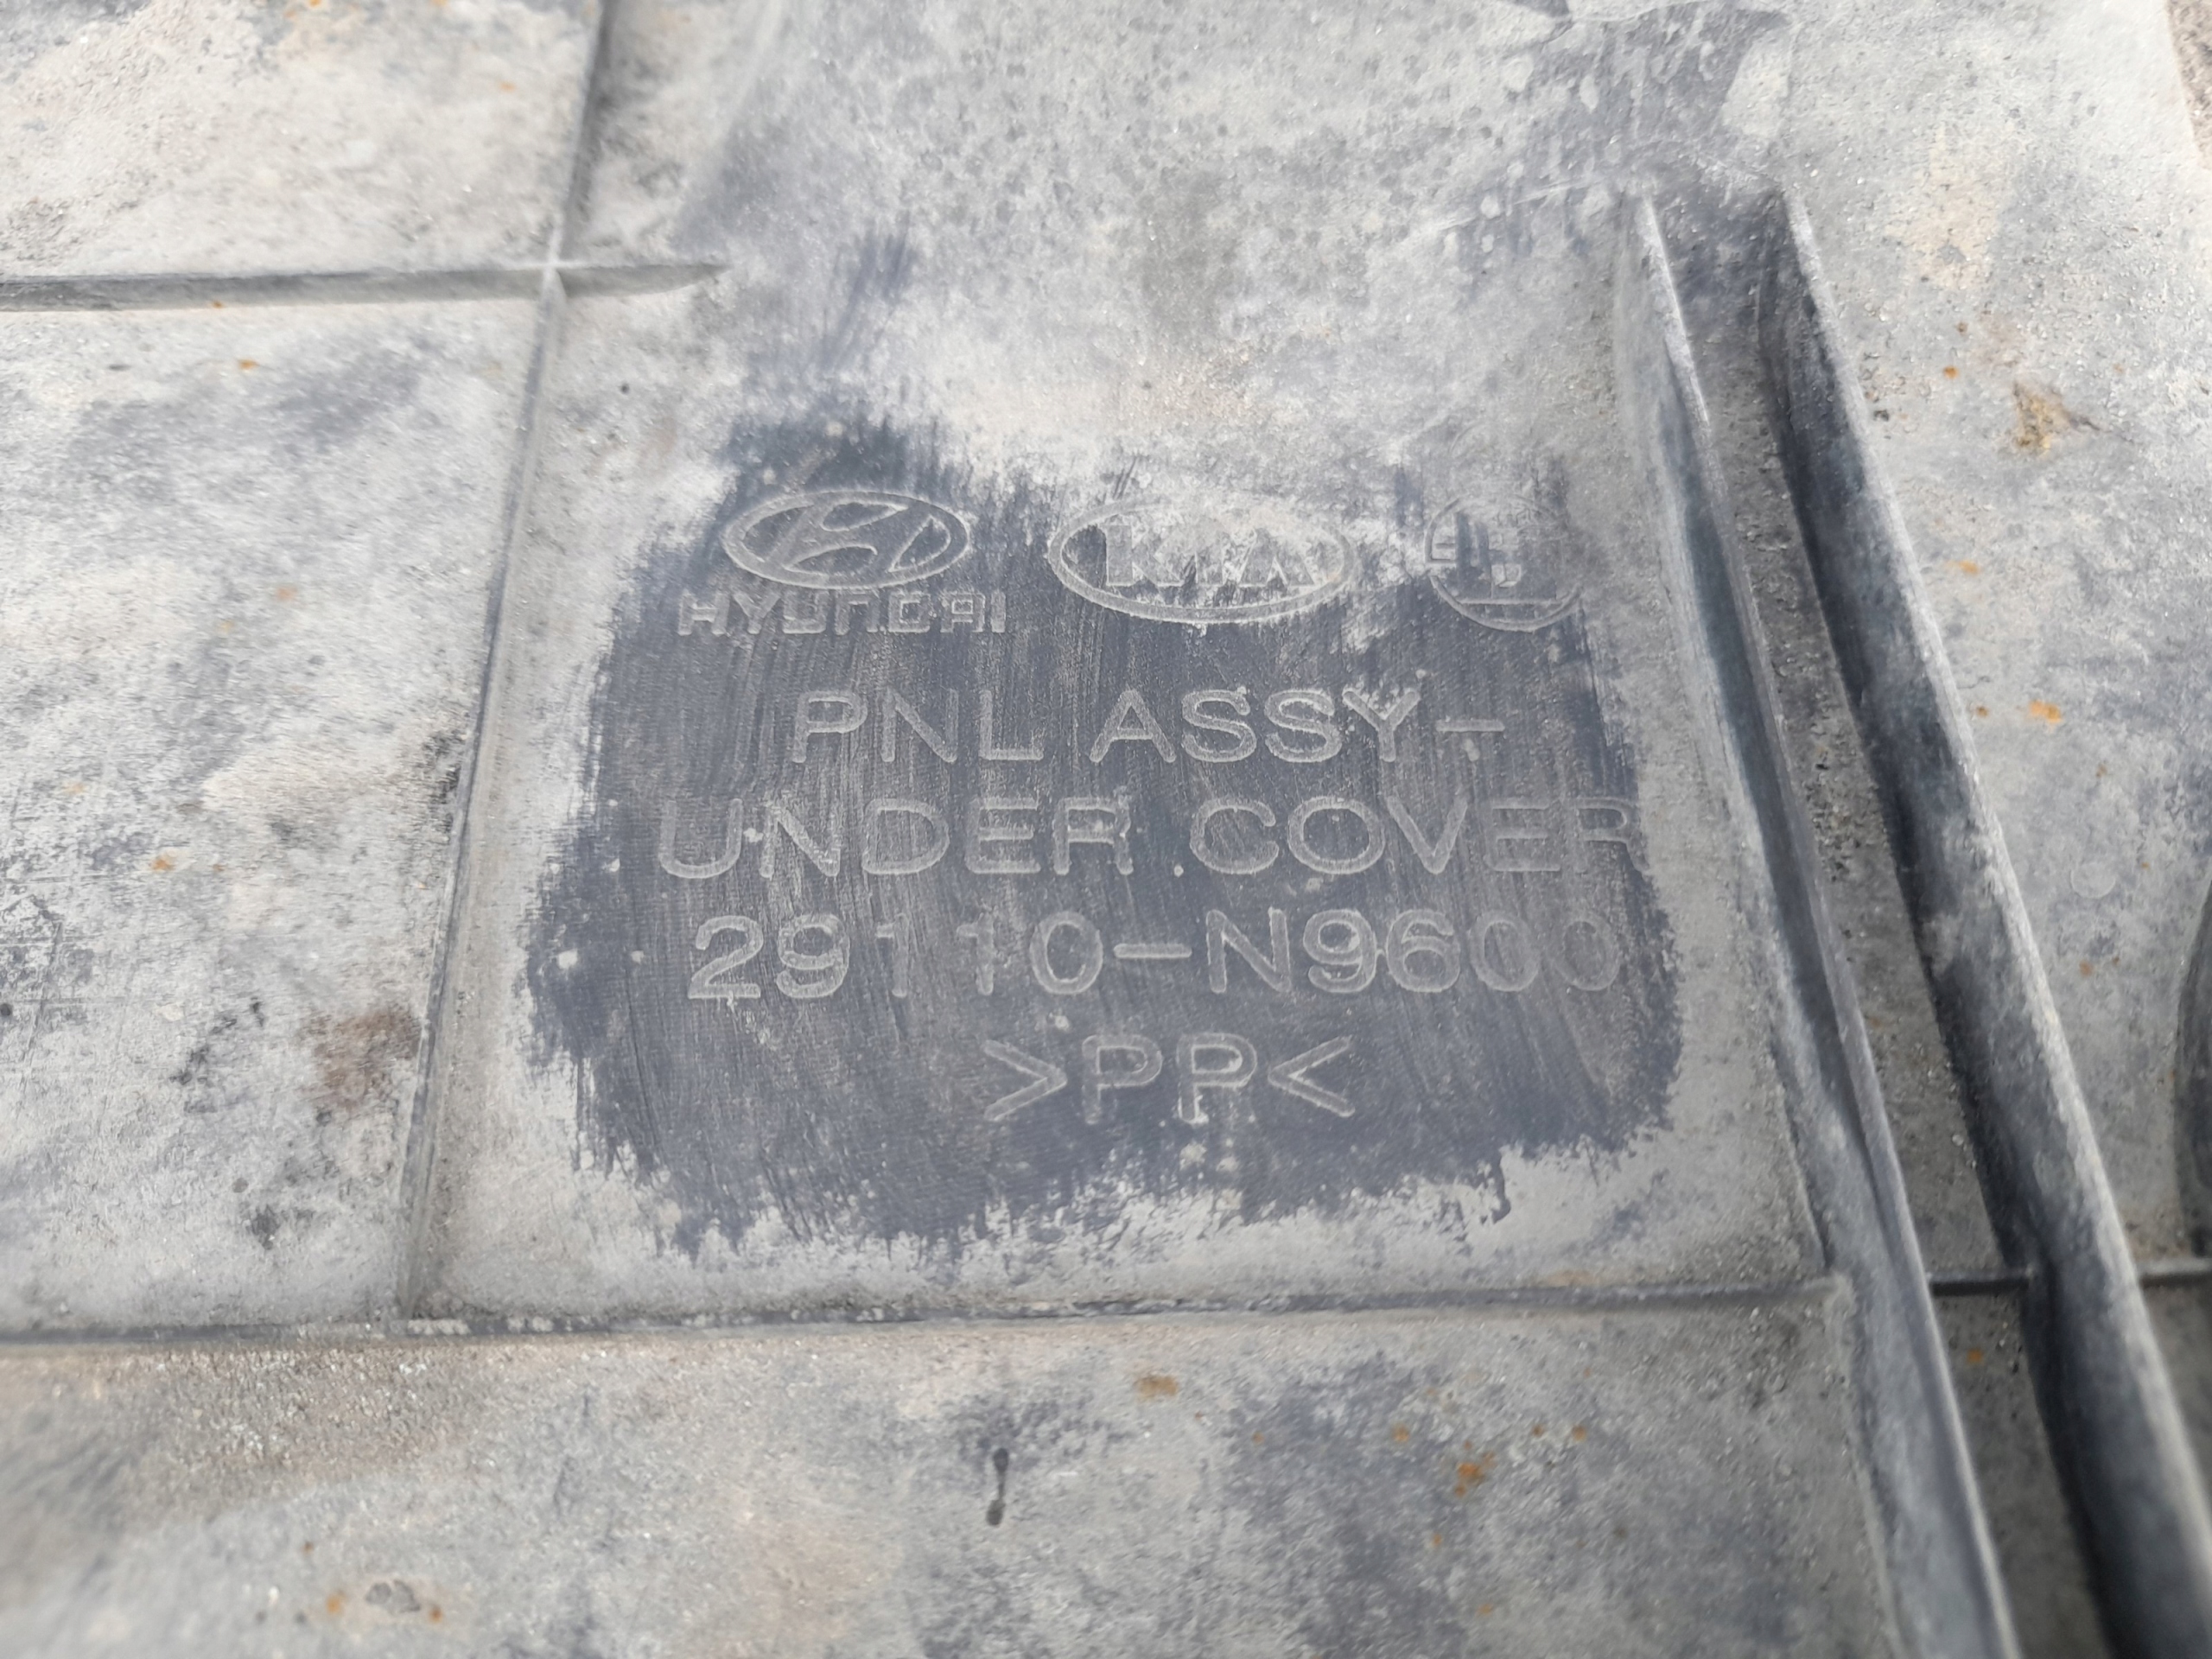 HYUNDAI KIA
PNL ASSY-
UNDER COVER
29110-N9600
>PP<